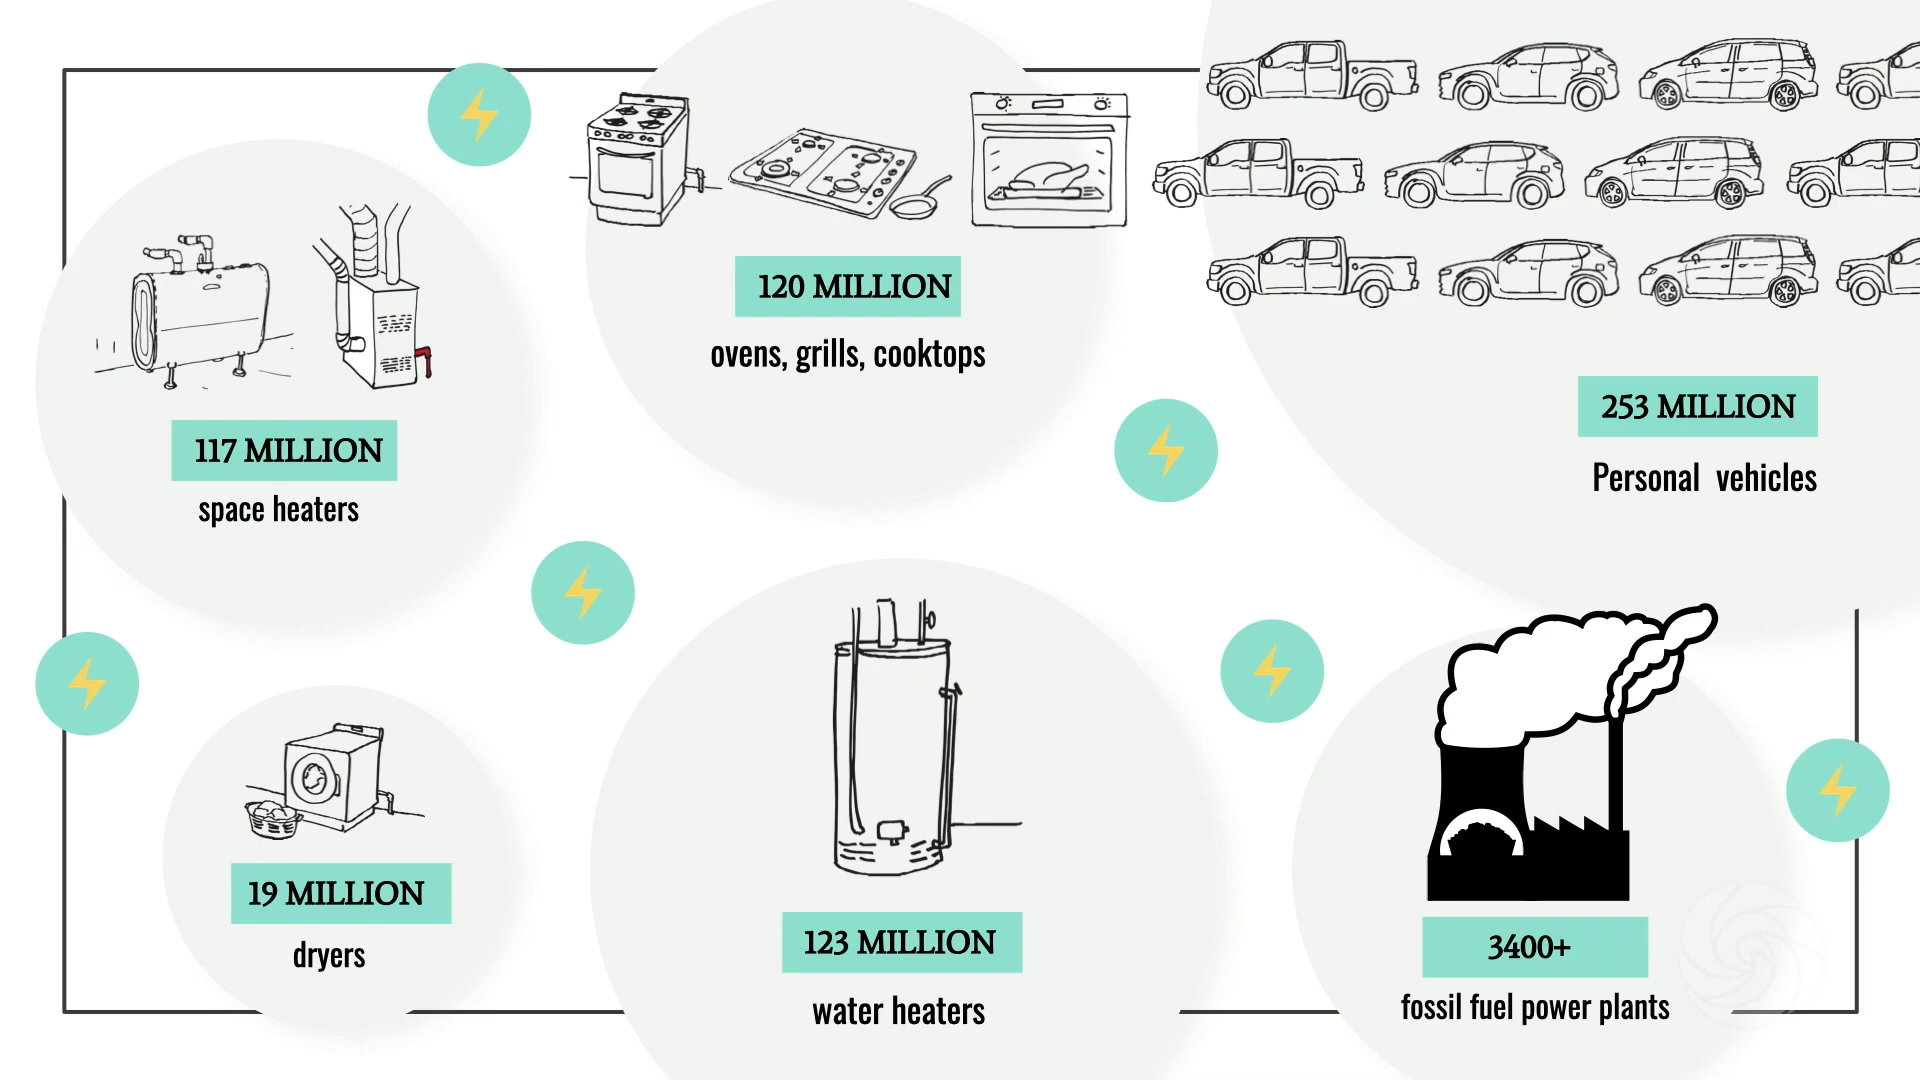 120 MILLION
ovens, grills, cooktops
253 MILLION
Personal vehicles
117 MILLION
space heaters
19 MILLION
dryers
123 MILLION
water heaters
3400+
fossil fuel power plants